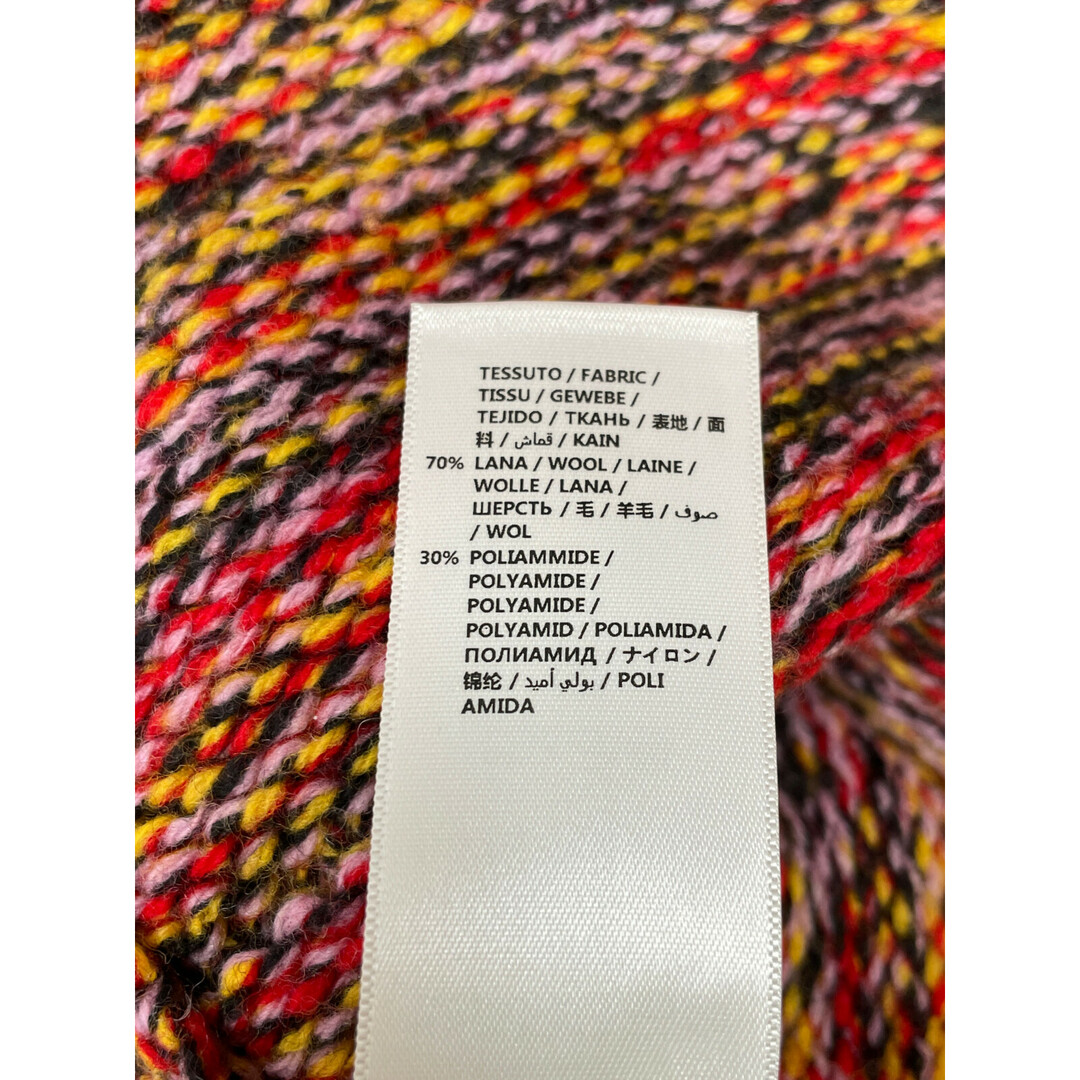 TESSUTO / FABRIC /
TISSU / GEWEBE /
TEJIDO / ТКАНЬ / 表地 / 面
料 / قماش / KAIN
70% LANA / WOOL / LAINE /
WOLLE / LANA /
ШЕРСТЬ / 毛 / 羊毛 / صوف
/ WOL
30% POLIAMMIDE /
POLYAMIDE /
POLYAMIDE /
POLYAMID / POLIAMIDA /
ПОЛИАМИД / ナイロン /
锦纶 / بولي أميد / POLI
AMIDA